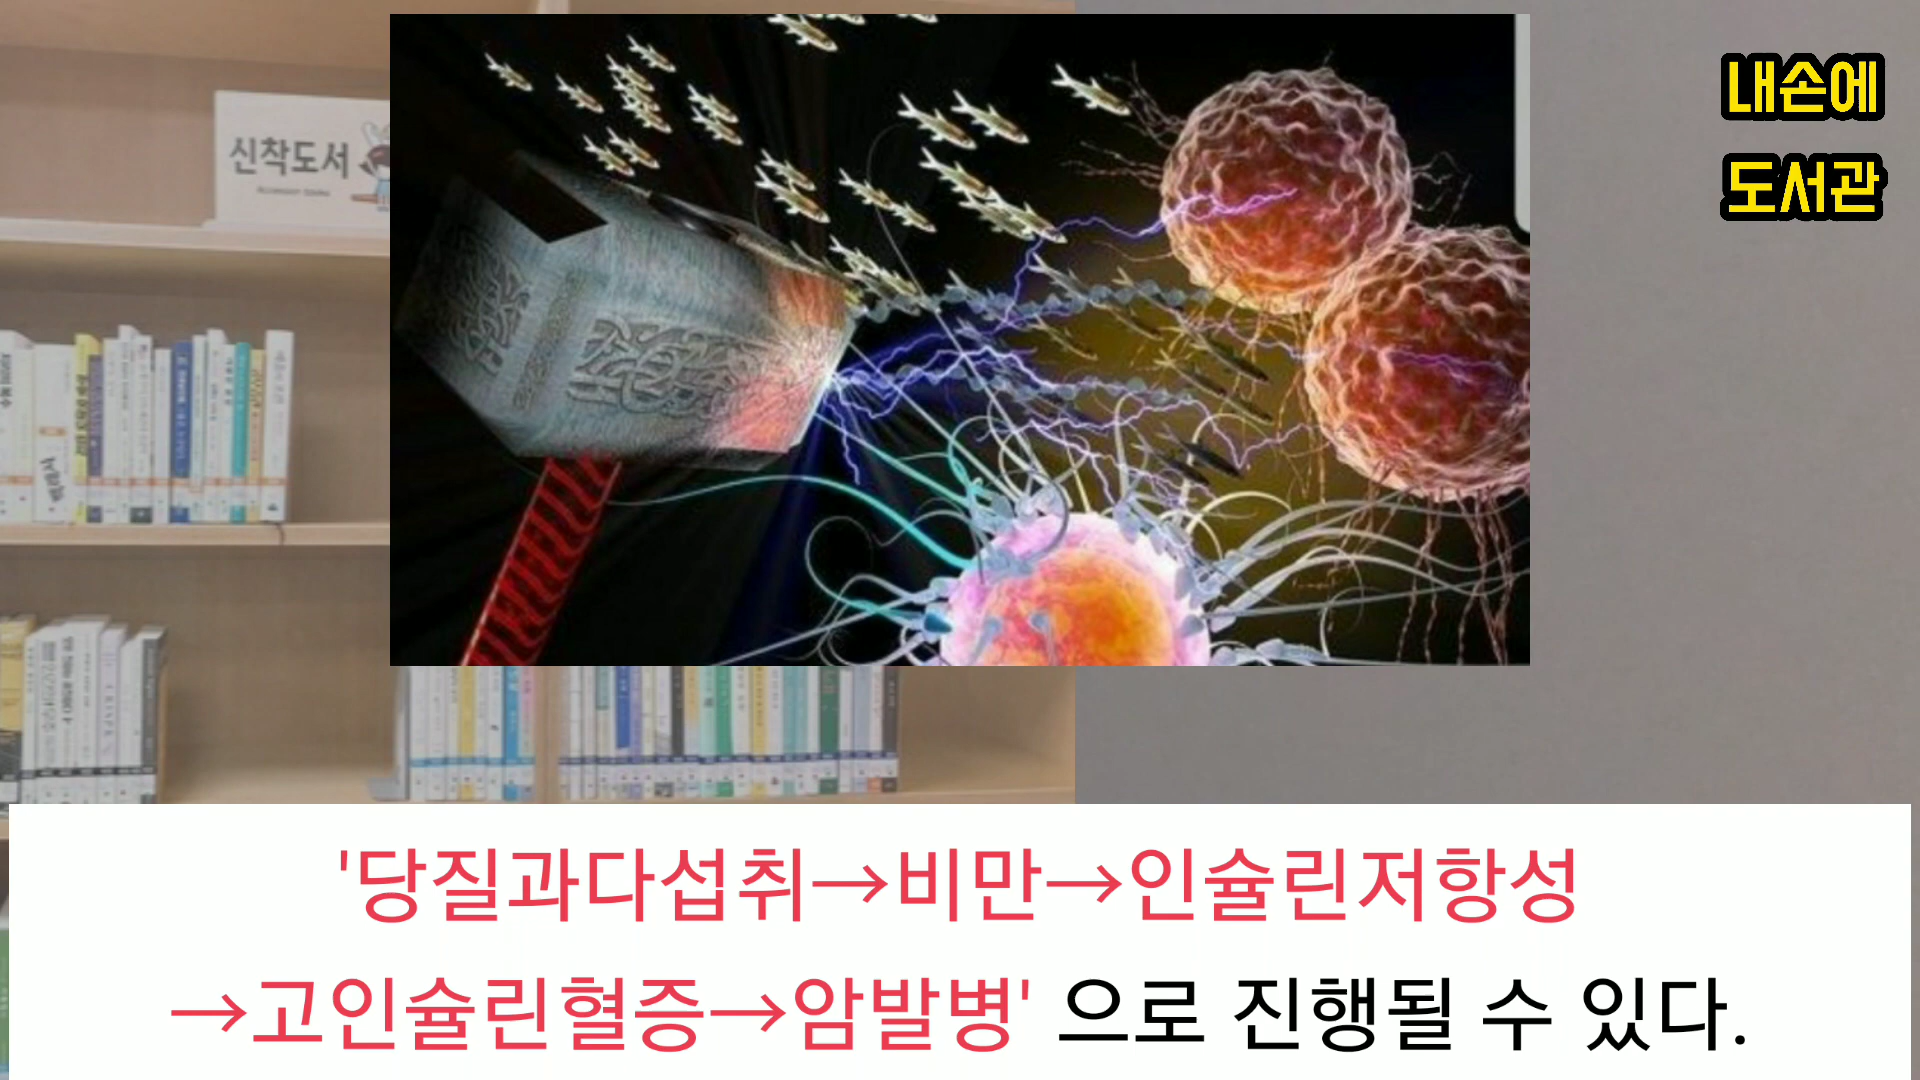 내손에
도서관
신착도서
'당질과다섭취→비만→인슐린저항성
→고인슐린혈증→암발병' 으로 진행될 수 있다.